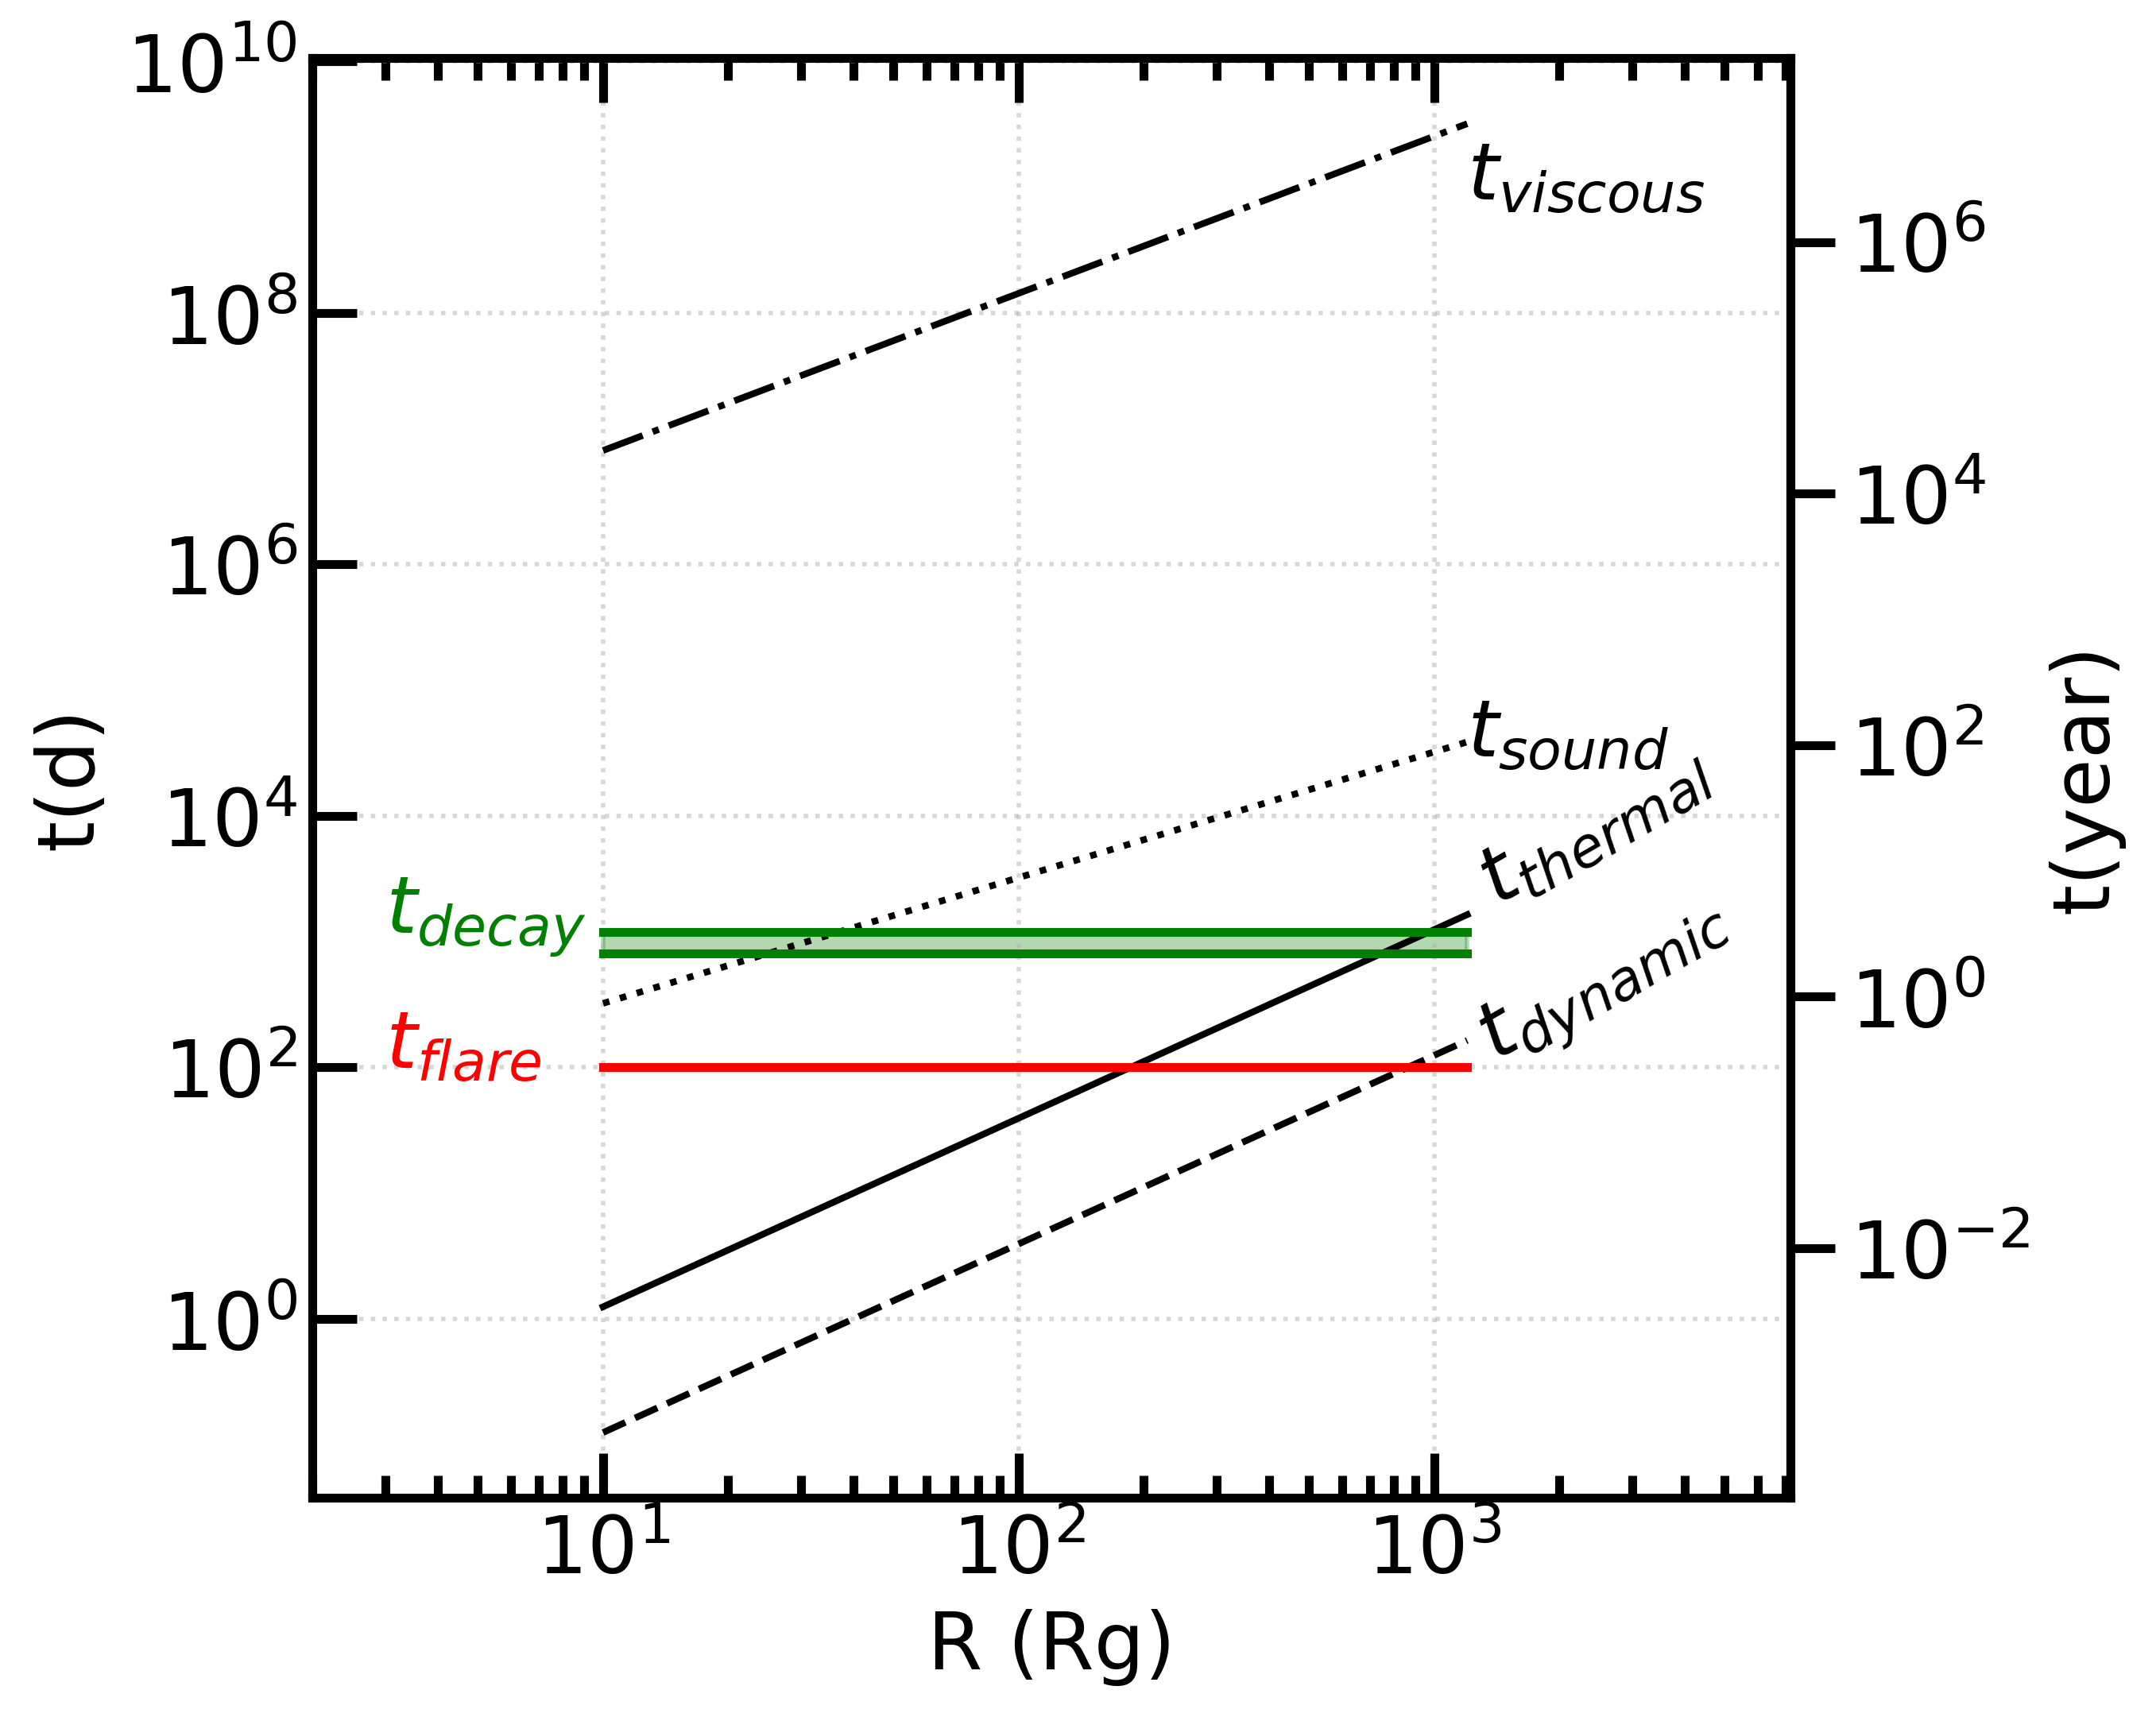 10^10
10^8
10^6
10^4
10^2
10^0
t(d)
t_viscous
t_sound
t_thermal
t_dynamic
t_decay
t_flare
10^6
10^4
10^2
10^0
10^−2
t(year)
10^1 10^2 10^3
R (Rg)